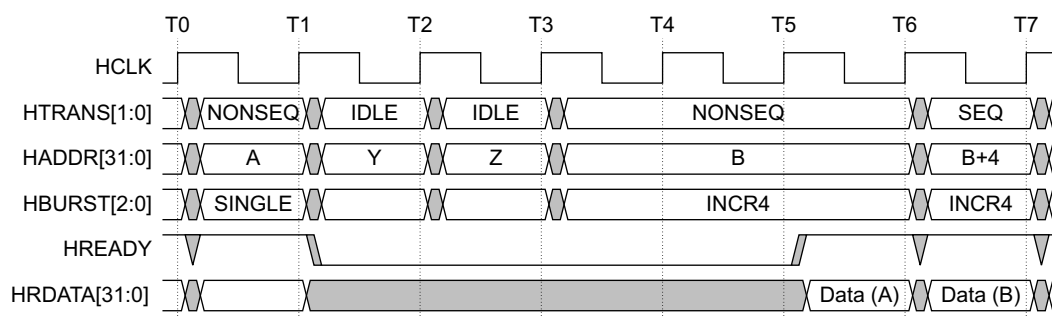 T0 T1 T2 T3 T4 T5 T6 T7
HCLK
HTRANS[1:0] NONSEQ IDLE IDLE NONSEQ SEQ
HADDR[31:0] A Y Z B B+4
HBURST[2:0] SINGLE INCR4 INCR4
HREADY
HRDATA[31:0] Data (A) Data (B)